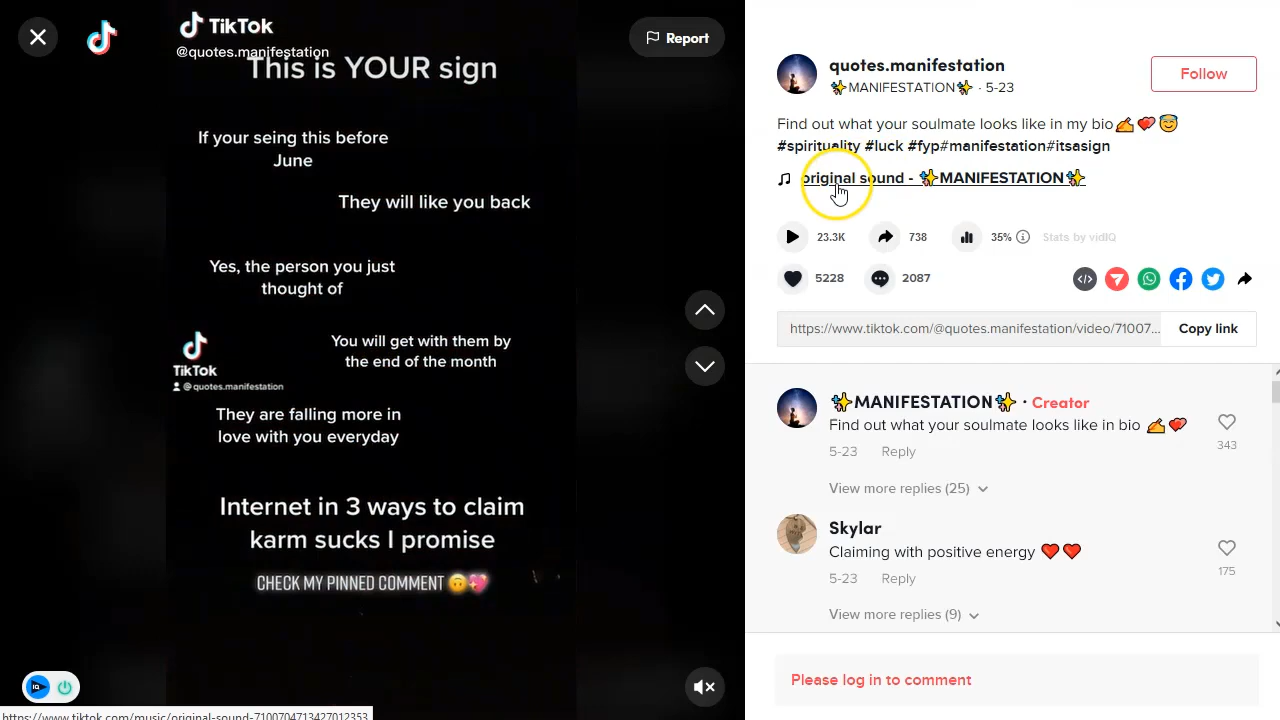 TikTok
@quotes.manifestation
This is YOUR sign
If your seing this before
June
They will like you back
Yes, the person you just
thought of
You will get with them by
the end of the month
TikTok
@quotes.manifestation
They are falling more in
love with you everyday
Internet in 3 ways to claim
karm sucks I promise
CHECK MY PINNED COMMENT 🙃💖
Report
IQ
https://www.tiktok.com/music/original-sound-7100704713427012353
quotes.manifestation
✨MANIFESTATION✨ · 5-23
Follow
Find out what your soulmate looks like in my bio✍️💕😇
#spirituality #luck #fyp#manifestation#itsasign
original sound - ✨MANIFESTATION✨
23.3K 738 35% Stats by vidIQ
5228 2087
https://www.tiktok.com/@quotes.manifestation/video/71007... Copy link
✨MANIFESTATION✨ · Creator
Find out what your soulmate looks like in bio ✍️💕
343
5-23 Reply
View more replies (25)
Skylar
Claiming with positive energy ❤️❤️
175
5-23 Reply
View more replies (9)
Please log in to comment